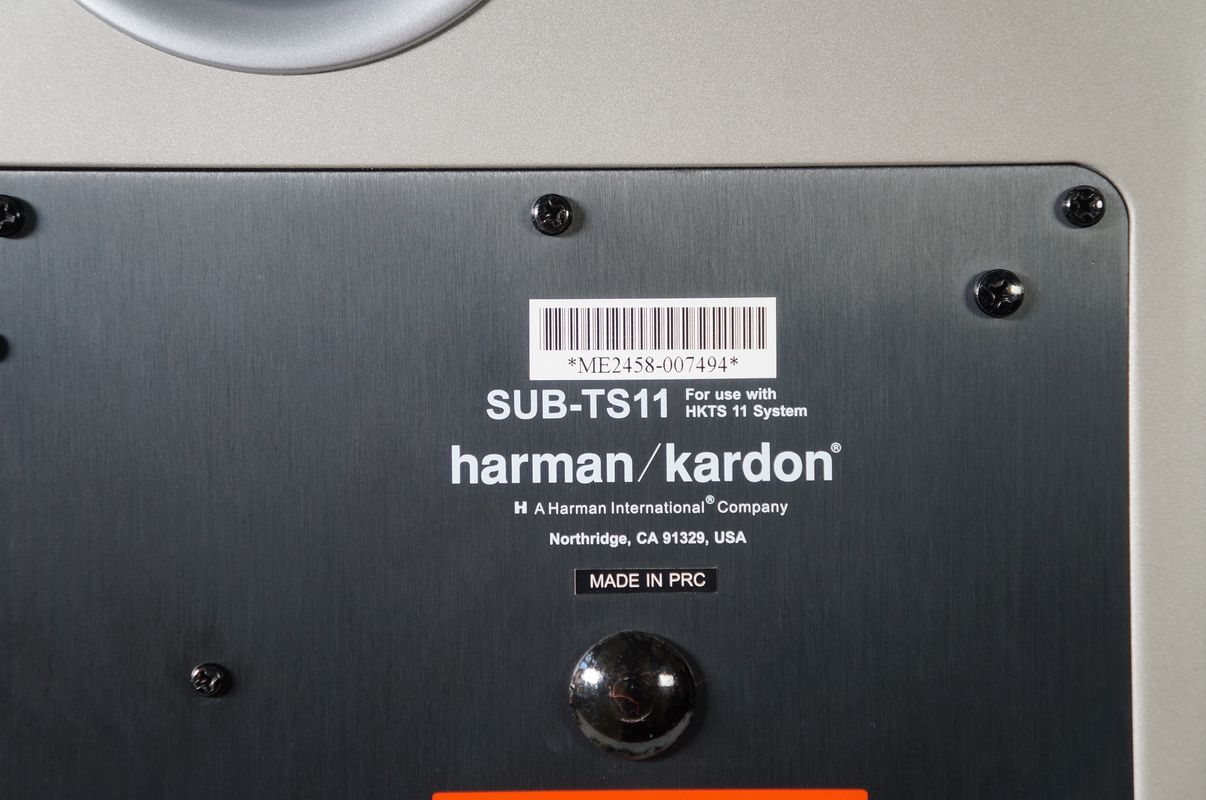 *ME2458-007494*
SUB-TS11 For use with
HKTS 11 System
harman/kardon®
H A Harman International® Company
Northridge, CA 91329, USA
MADE IN PRC